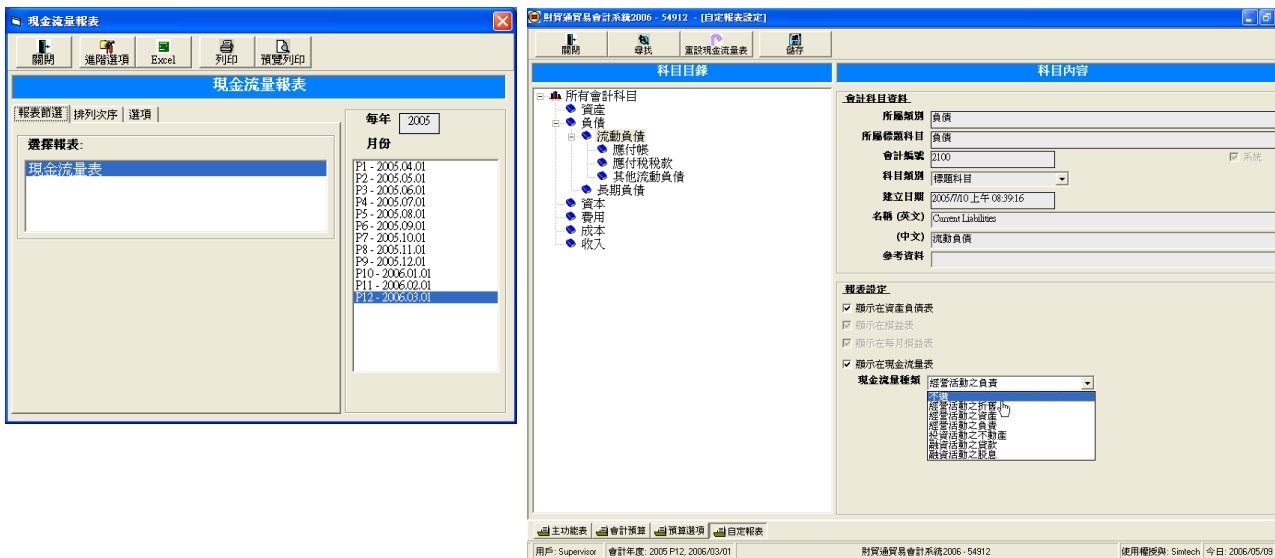 現金流量報表
關閉
進階選項
Excel
列印
預覽列印
現金流量報表
報表篩選
排列次序
選項
選擇報表:
現金流量表
每年 2005
月份
P1 - 2005.04.01
P2 - 2005.05.01
P3 - 2005.06.01
P4 - 2005.07.01
P5 - 2005.08.01
P6 - 2005.09.01
P7 - 2005.10.01
P8 - 2005.11.01
P9 - 2005.12.01
P10 - 2006.01.01
P11 - 2006.02.01
P12 - 2006.03.01
財貿通貿易會計系統2006 - 54912 - [自定報表設定]
關閉
尋找
重設現金流量表
儲存
科目目錄
所有會計科目
資產
負債
流動負債
應付帳
應付稅稅款
其他流動負債
長期負債
資本
費用
成本
收入
科目內容
會計科目資料
所屬類別 負債
所屬標題科目 負債
會計編號 2100
系統
科目類別 標題科目
建立日期 2005/7/10 上午 08:39:16
名稱 (英文) Current Liabilities
(中文) 流動負債
參考資料
報表設定
顯示在資產負債表
顯示在損益表
顯示在每月損益表
顯示在現金流量表
現金流量種類 經營活動之負責
不選
經營活動之折舊
經營活動之資產
經營活動之負責
投資活動之不動產
融資活動之貸款
融資活動之股息
主功能表
會計預算
預算選項
自定報表
用戶: Supervisor
會計年度: 2005 P12, 2006/03/01
財貿通貿易會計系統2006 - 54912
使用權授與: Simtech
今日: 2006/05/09